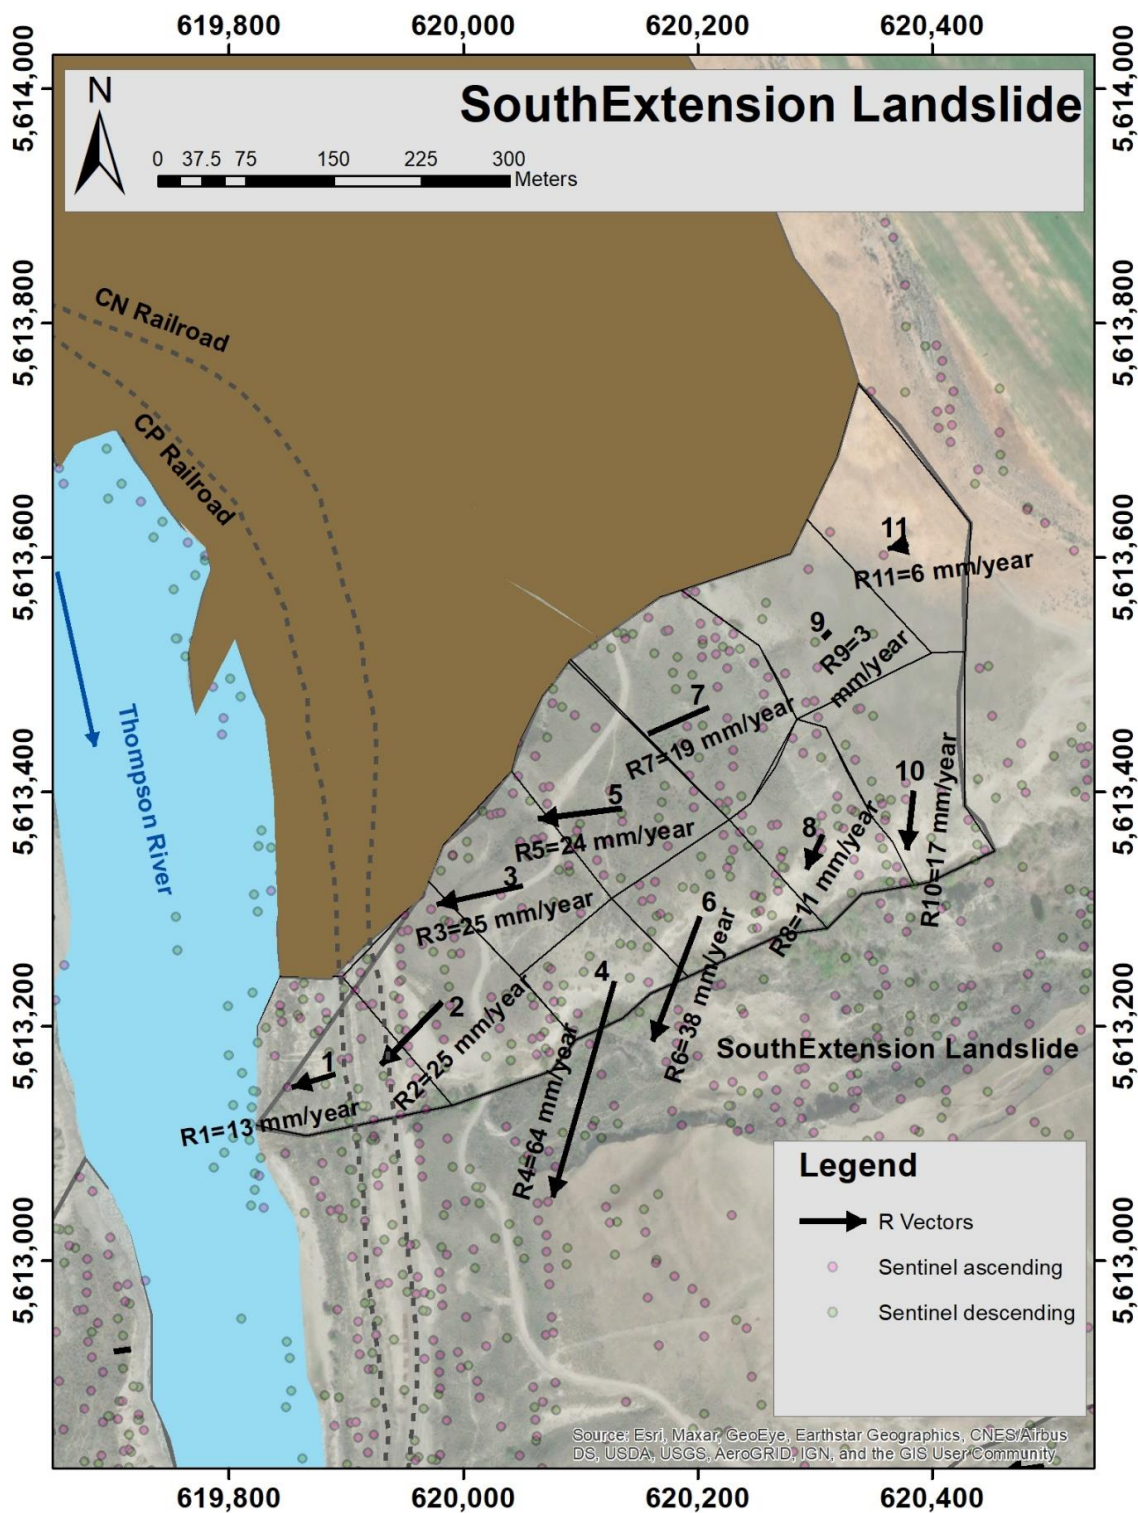 619,800 620,000 620,200 620,400
5,614,000 5,614,000
N
SouthExtension Landslide
0 37.5 75 150 225 300
Meters
CN Railroad
5,613,800 5,613,800
CP Railroad
11
5,613,600 5,613,600
R11=6 mm/year
9
R9=3
mm/year
7
R7=19 mm/year
Thompson River
5,613,400 5,613,400
10
R10=17 mm/year
5
R5=24 mm/year
8
R8=11 mm/year
3
R3=25 mm/year
6
R6=38 mm/year
4
R4=64 mm/year
5,613,200 5,613,200
2
R2=25 mm/year
SouthExtension Landslide
1
R1=13 mm/year
Legend
R Vectors
5,613,000 5,613,000
Sentinel ascending
Sentinel descending
Source: Esri, Maxar, GeoEye, Earthstar Geographics, CNES/Airbus
DS, USDA, USGS, AeroGRID, IGN, and the GIS User Community
619,800 620,000 620,200 620,400